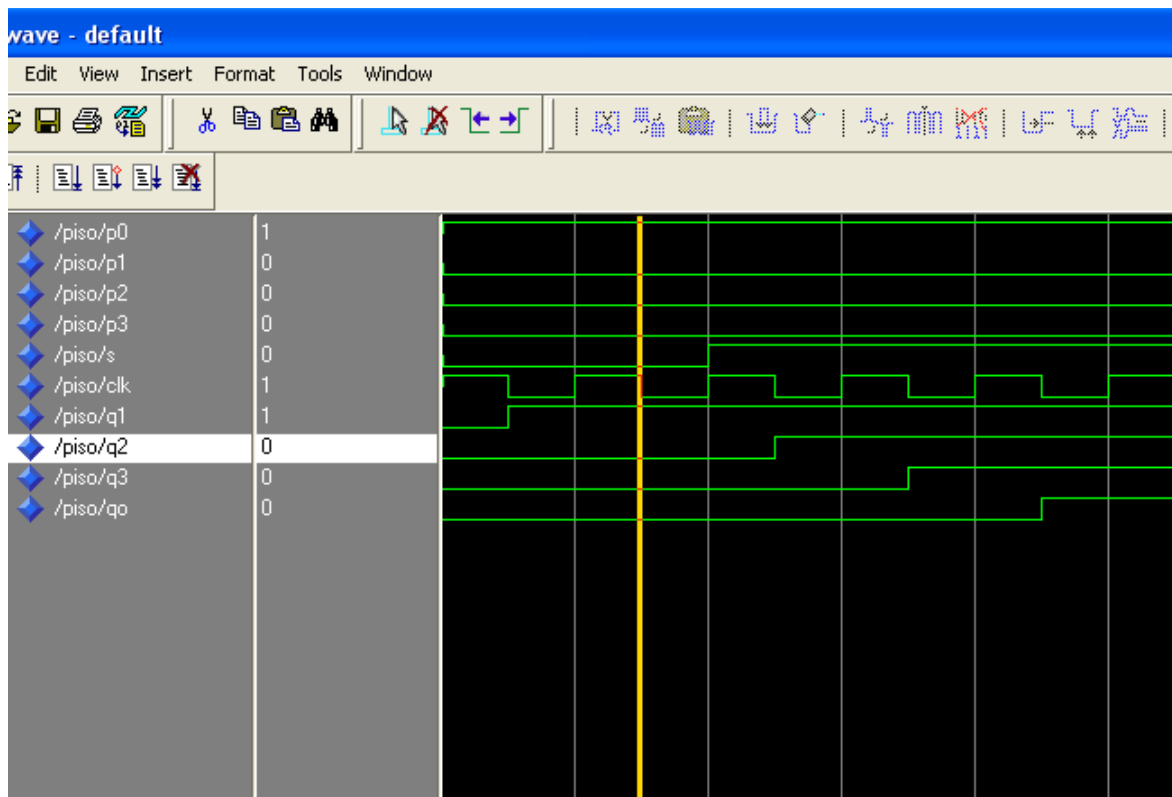 wave - default
Edit View Insert Format Tools Window
/piso/p0 1
/piso/p1 0
/piso/p2 0
/piso/p3 0
/piso/s 0
/piso/clk 1
/piso/q1 1
/piso/q2 0
/piso/q3 0
/piso/qo 0